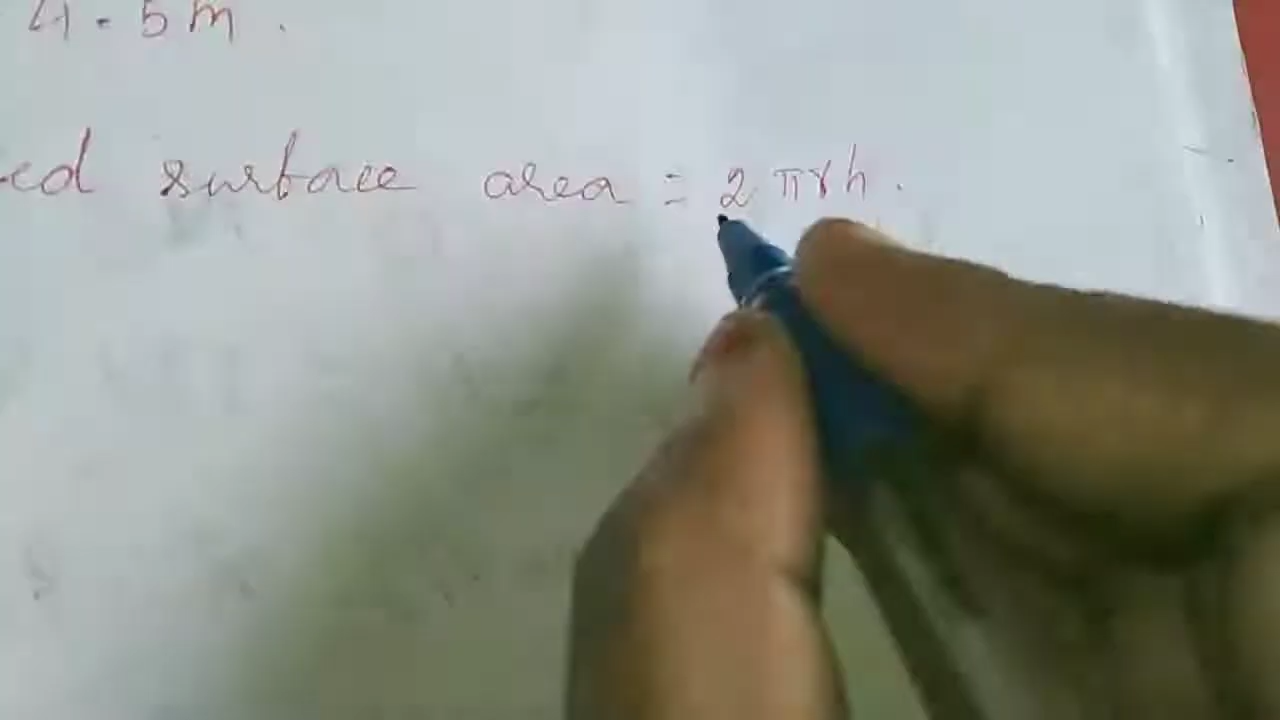 4.5m.
ed surface area = 2πrh.